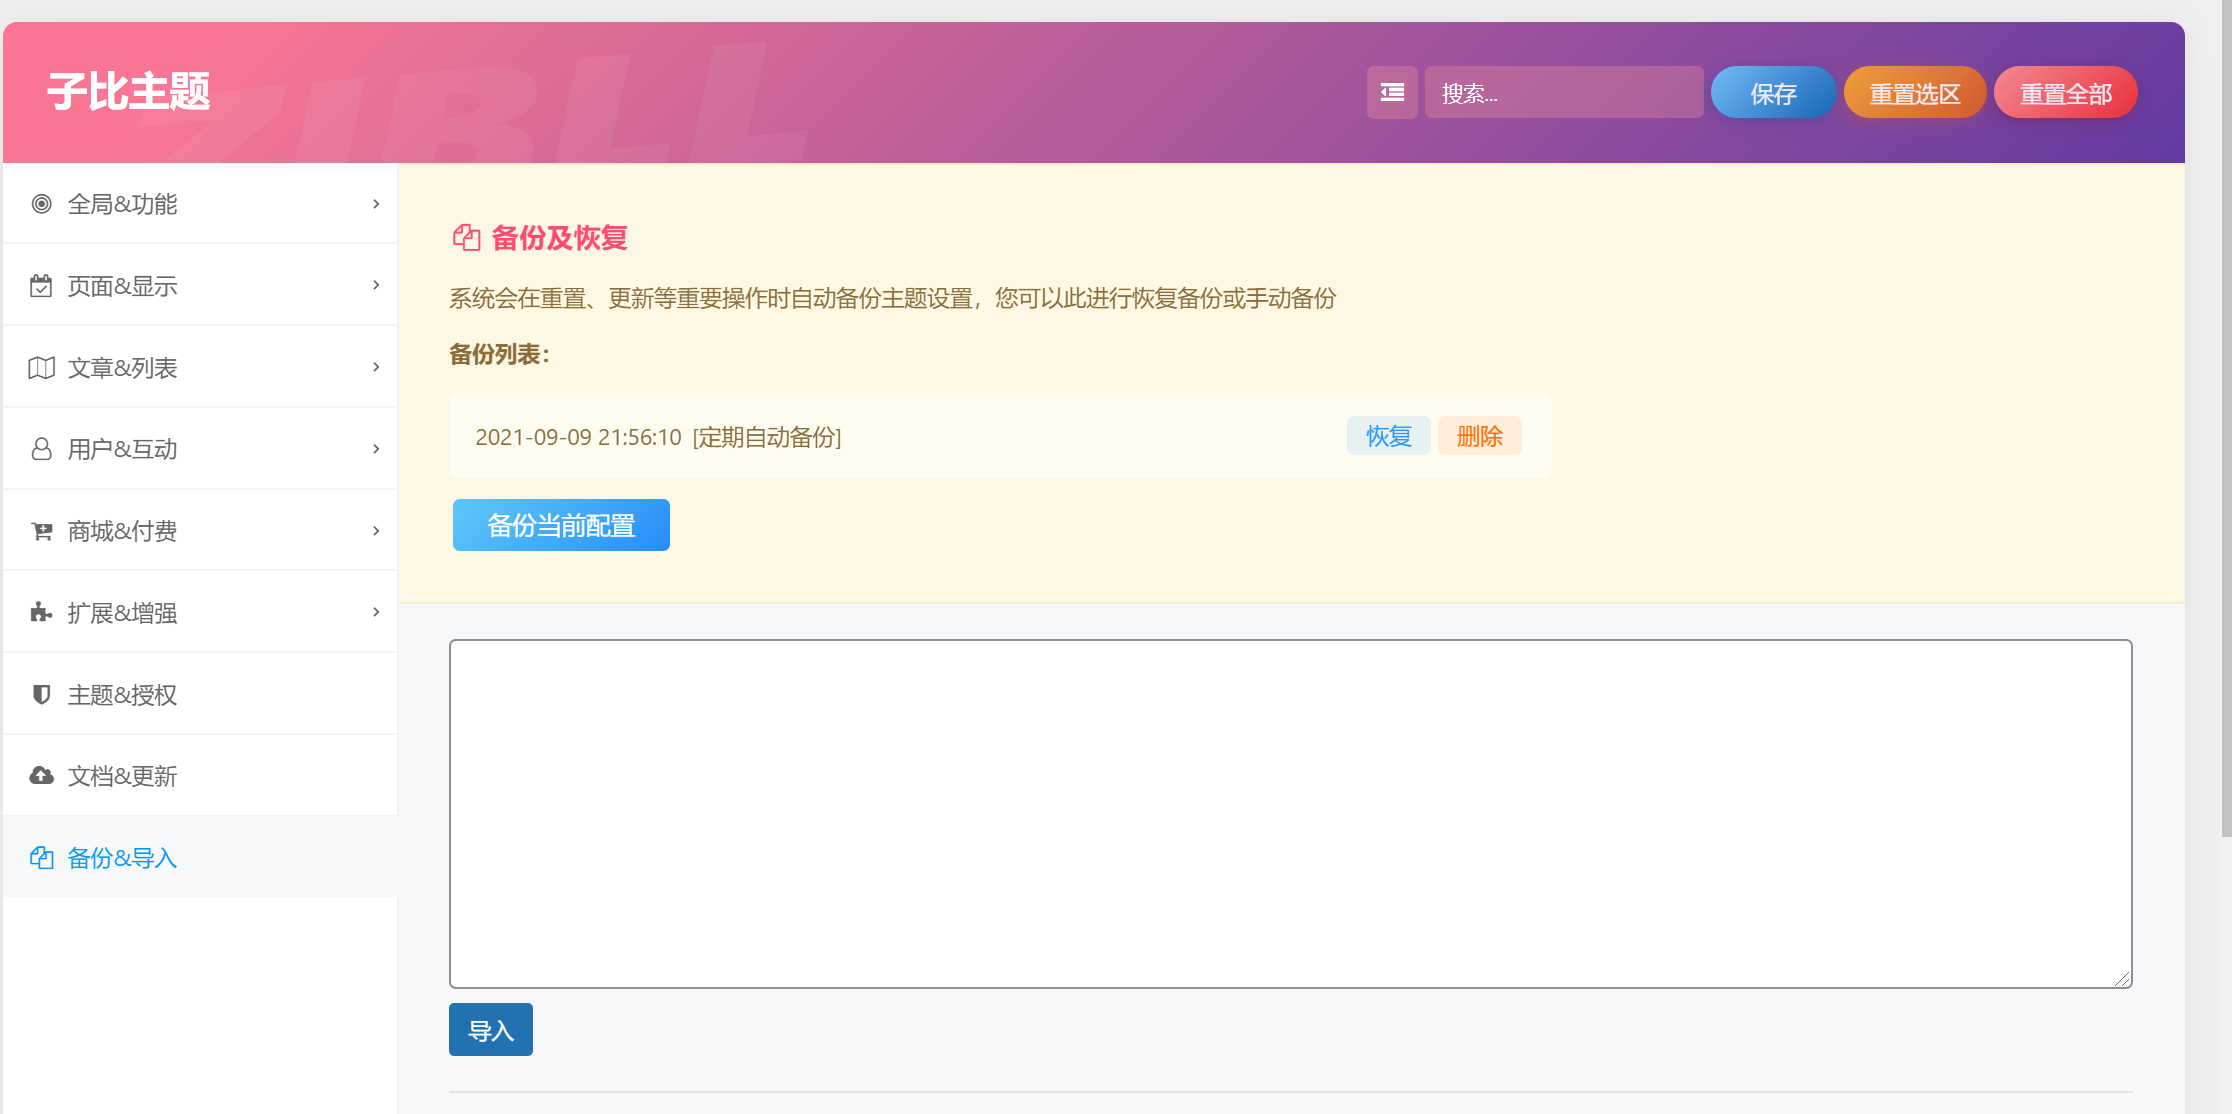 子比主题
ZIBLL
搜索...
保存
重置选区
重置全部
全局&功能
页面&显示
文章&列表
用户&互动
商城&付费
扩展&增强
主题&授权
文档&更新
备份&导入
备份及恢复
系统会在重置、更新等重要操作时自动备份主题设置，您可以此进行恢复备份或手动备份
备份列表：
2021-09-09 21:56:10 [定期自动备份]
恢复
删除
备份当前配置
导入